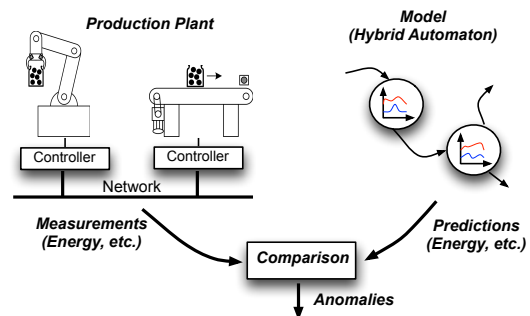 Production Plant
Model
(Hybrid Automaton)
Controller
Controller
Network
Measurements
(Energy, etc.)
Predictions
(Energy, etc.)
Comparison
Anomalies